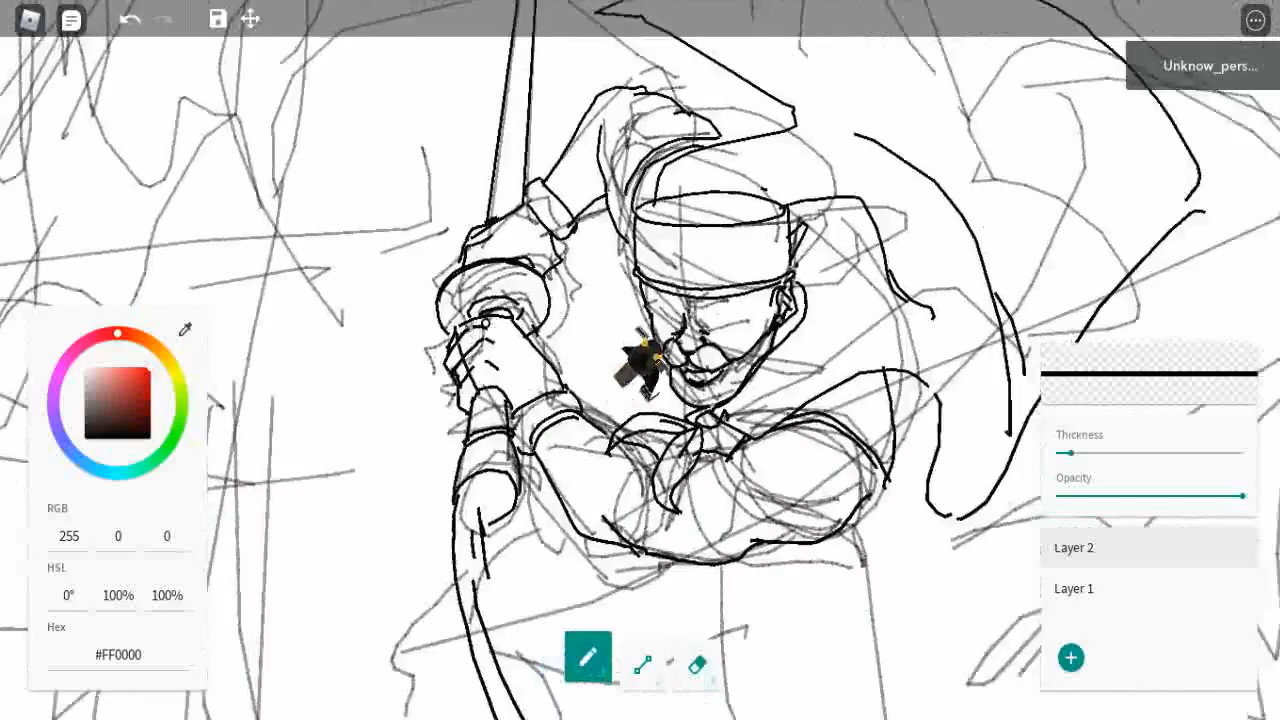 Unknow_pers...
RGB
255 0 0
HSL
0° 100% 100%
Hex
#FF0000
Thickness
Opacity
Layer 2
Layer 1